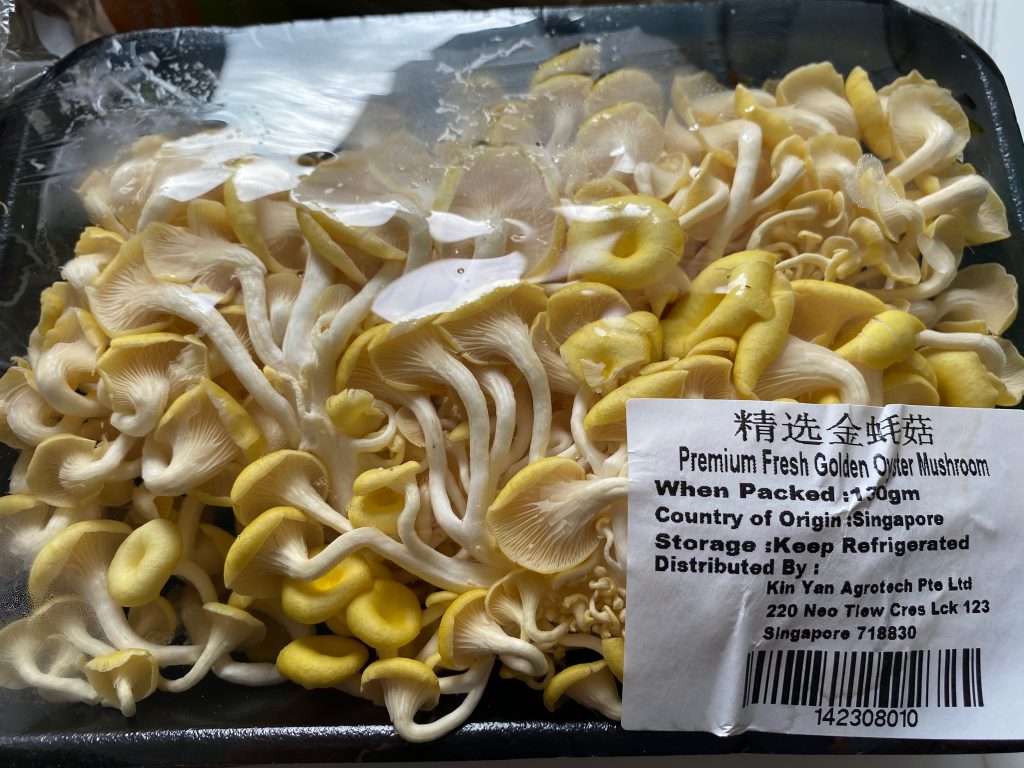 精选金蚝菇
Premium Fresh Golden Oyster Mushroom
When Packed :130gm
Country of Origin :Singapore
Storage :Keep Refrigerated
Distributed By :
Kin Yan Agrotech Pte Ltd
220 Neo Tiew Cres Lck 123
Singapore 718830
142308010